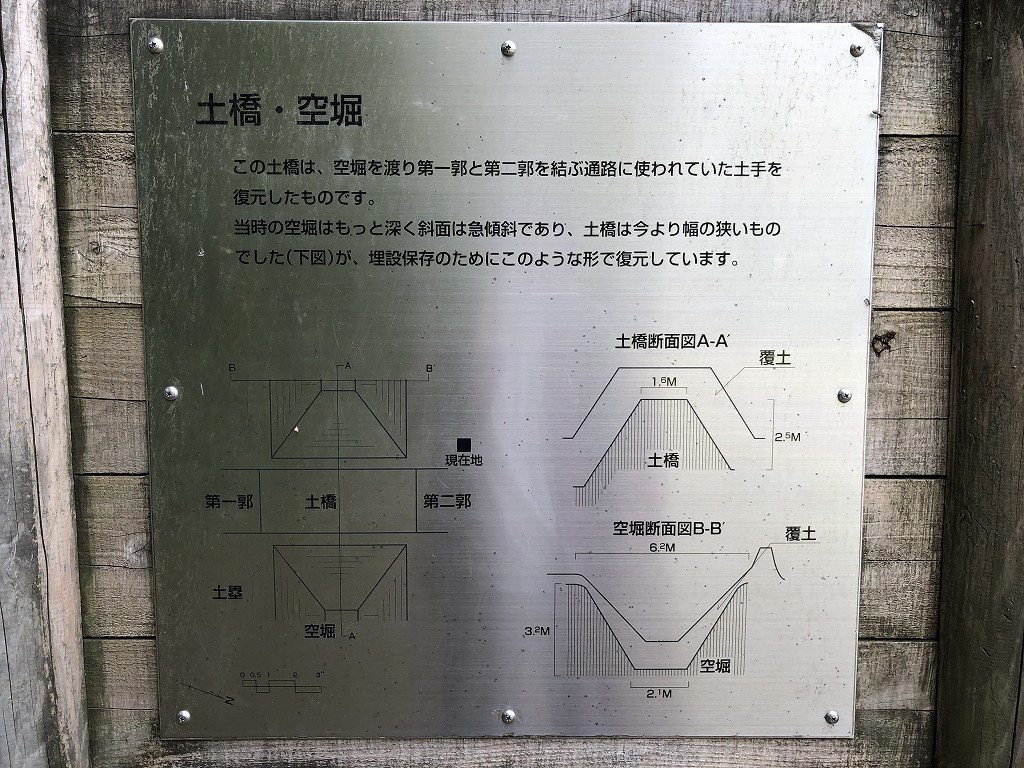 土橋・空堀
この土橋は、空堀を渡り第一郭と第二郭を結ぶ通路に使われていた土手を
復元したものです。
当時の空堀はもっと深く斜面は急傾斜であり、土橋は今より幅の狭いもの
でした(下図)が、埋設保存のためにこのような形で復元しています。
B
A
B′
現在地
第一郭
土橋
第二郭
土塁
空堀
A′
0 0.5 1 2 3m
N
土橋断面図A-A′
覆土
1.6M
2.5M
土橋
空堀断面図B-B′
覆土
6.2M
3.2M
空堀
2.1M